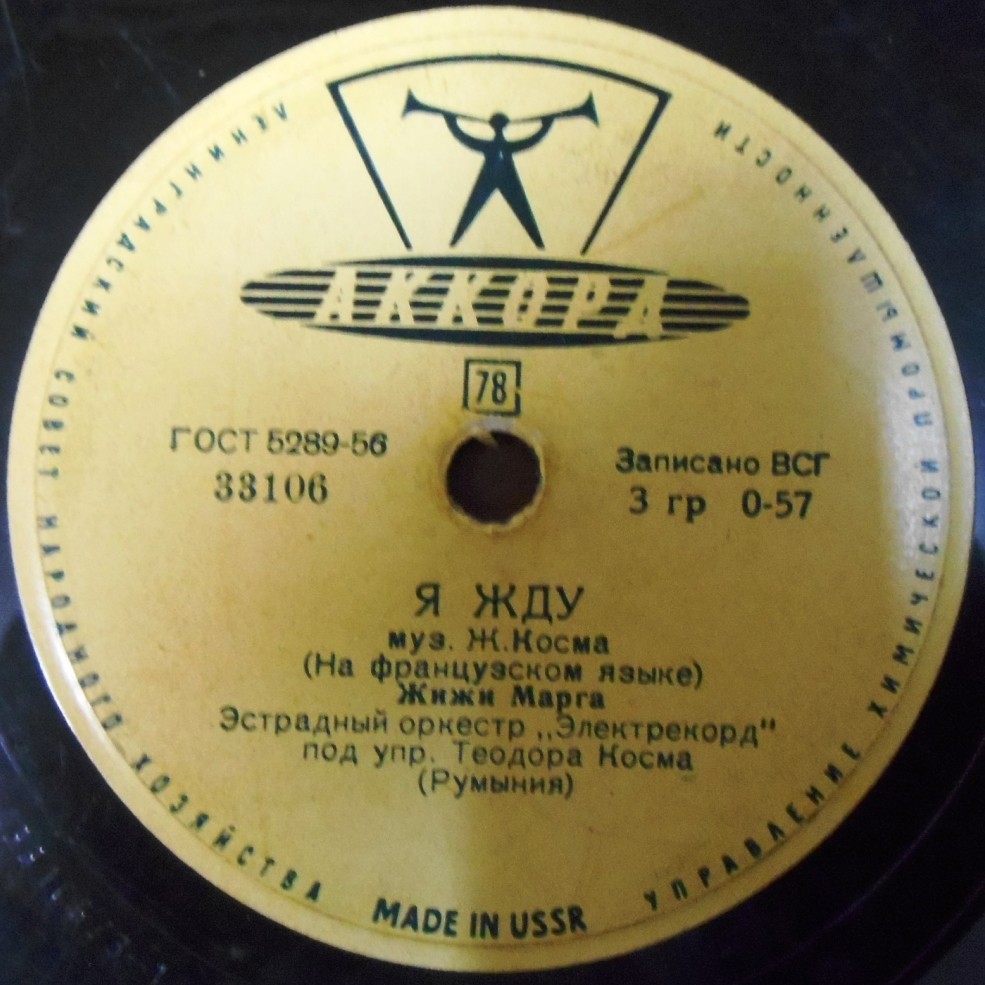 ЛЕНИНГРАДСКИЙ СОВЕТ НАРОДНОГО ХОЗЯЙСТВА
УПРАВЛЕНИЕ ХИМИЧЕСКОЙ ПРОМЫШЛЕННОСТИ
АККОРД
78
ГОСТ 5289-56
33106
Записано ВСГ
3 гр 0-57
Я ЖДУ
муз. Ж.Косма
(На французском языке)
Жижи Марга
Эстрадный оркестр „Электрекорд"
под упр. Теодора Косма
(Румыния)
MADE IN USSR